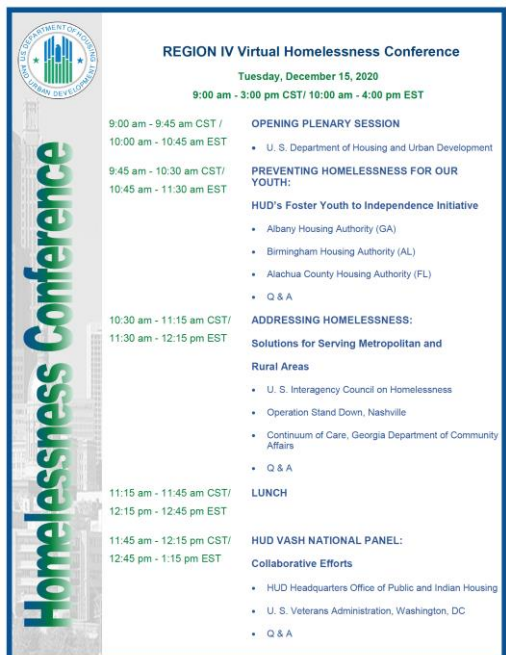 U.S. DEPARTMENT OF HOUSING
AND URBAN DEVELOPMENT
Homelessness Conference
REGION IV Virtual Homelessness Conference
Tuesday, December 15, 2020
9:00 am - 3:00 pm CST/ 10:00 am - 4:00 pm EST
9:00 am - 9:45 am CST /
10:00 am - 10:45 am EST
OPENING PLENARY SESSION
• U. S. Department of Housing and Urban Development
9:45 am - 10:30 am CST/
10:45 am - 11:30 am EST
PREVENTING HOMELESSNESS FOR OUR
YOUTH:
HUD's Foster Youth to Independence Initiative
• Albany Housing Authority (GA)
• Birmingham Housing Authority (AL)
• Alachua County Housing Authority (FL)
• Q & A
10:30 am - 11:15 am CST/
11:30 am - 12:15 pm EST
ADDRESSING HOMELESSNESS:
Solutions for Serving Metropolitan and
Rural Areas
• U. S. Interagency Council on Homelessness
• Operation Stand Down, Nashville
• Continuum of Care, Georgia Department of Community
Affairs
• Q & A
11:15 am - 11:45 am CST/
12:15 pm - 12:45 pm EST
LUNCH
11:45 am - 12:15 pm CST/
12:45 pm - 1:15 pm EST
HUD VASH NATIONAL PANEL:
Collaborative Efforts
• HUD Headquarters Office of Public and Indian Housing
• U. S. Veterans Administration, Washington, DC
• Q & A